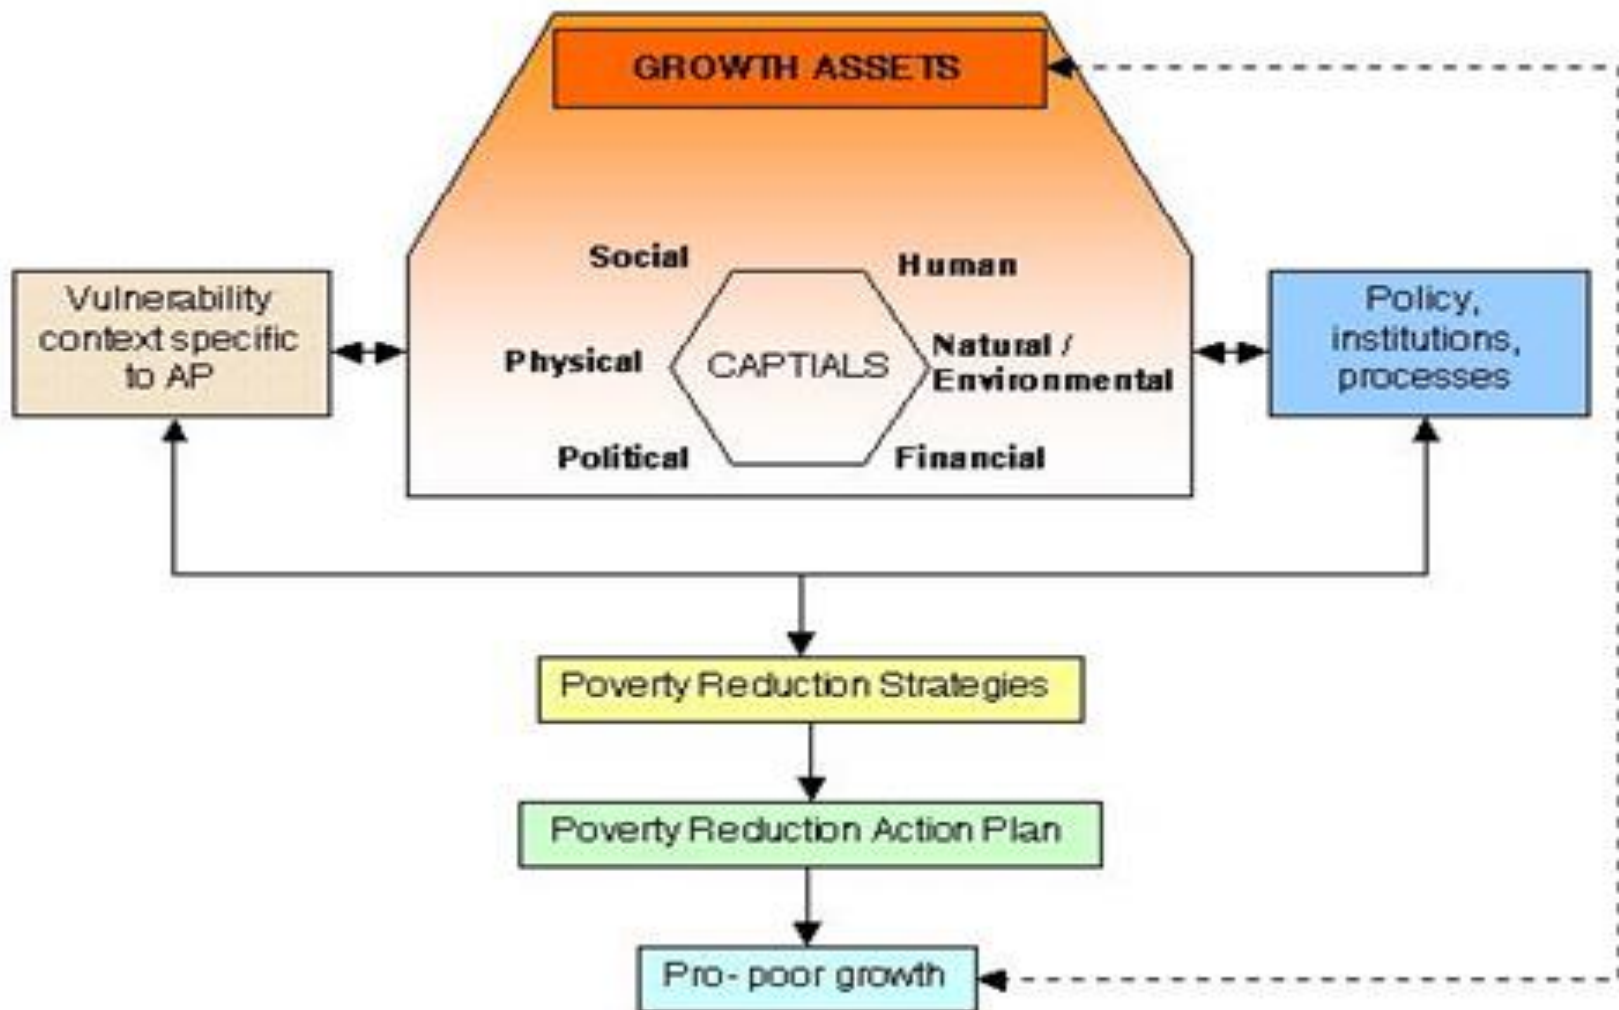 GROWTH ASSETS
Social
Human
Vulnerability
context specific
to AP
Physical
CAPTIALS
Natural /
Environmental
Policy,
institutions,
processes
Political
Financial
Poverty Reduction Strategies
Poverty Reduction Action Plan
Pro- poor growth